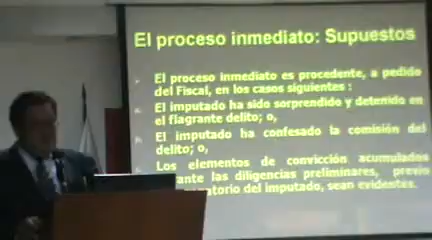 El proceso inmediato: Supuestos
El proceso inmediato es procedente, a pedido
del Fiscal, en los casos siguientes :
El imputado ha sido sorprendido y detenido en
el flagrante delito; o,
El imputado ha confesado la comisión del
delito; o,
Los elementos de convicción acumulados
las diligencias preliminares, previo
del imputado, sean evidentes.